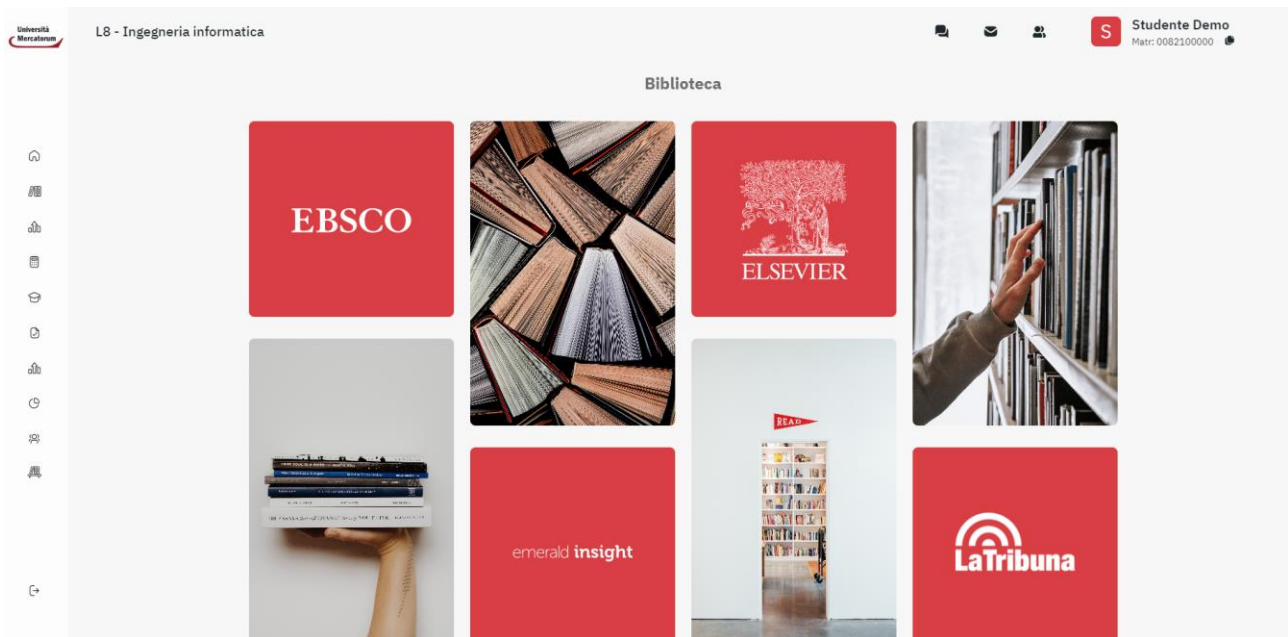 Università
Mercatorum
L8 - Ingegneria informatica
S
Studente Demo
Matr: 0082100000
Biblioteca
EBSCO
ELSEVIER
READ
emerald insight
LaTribuna